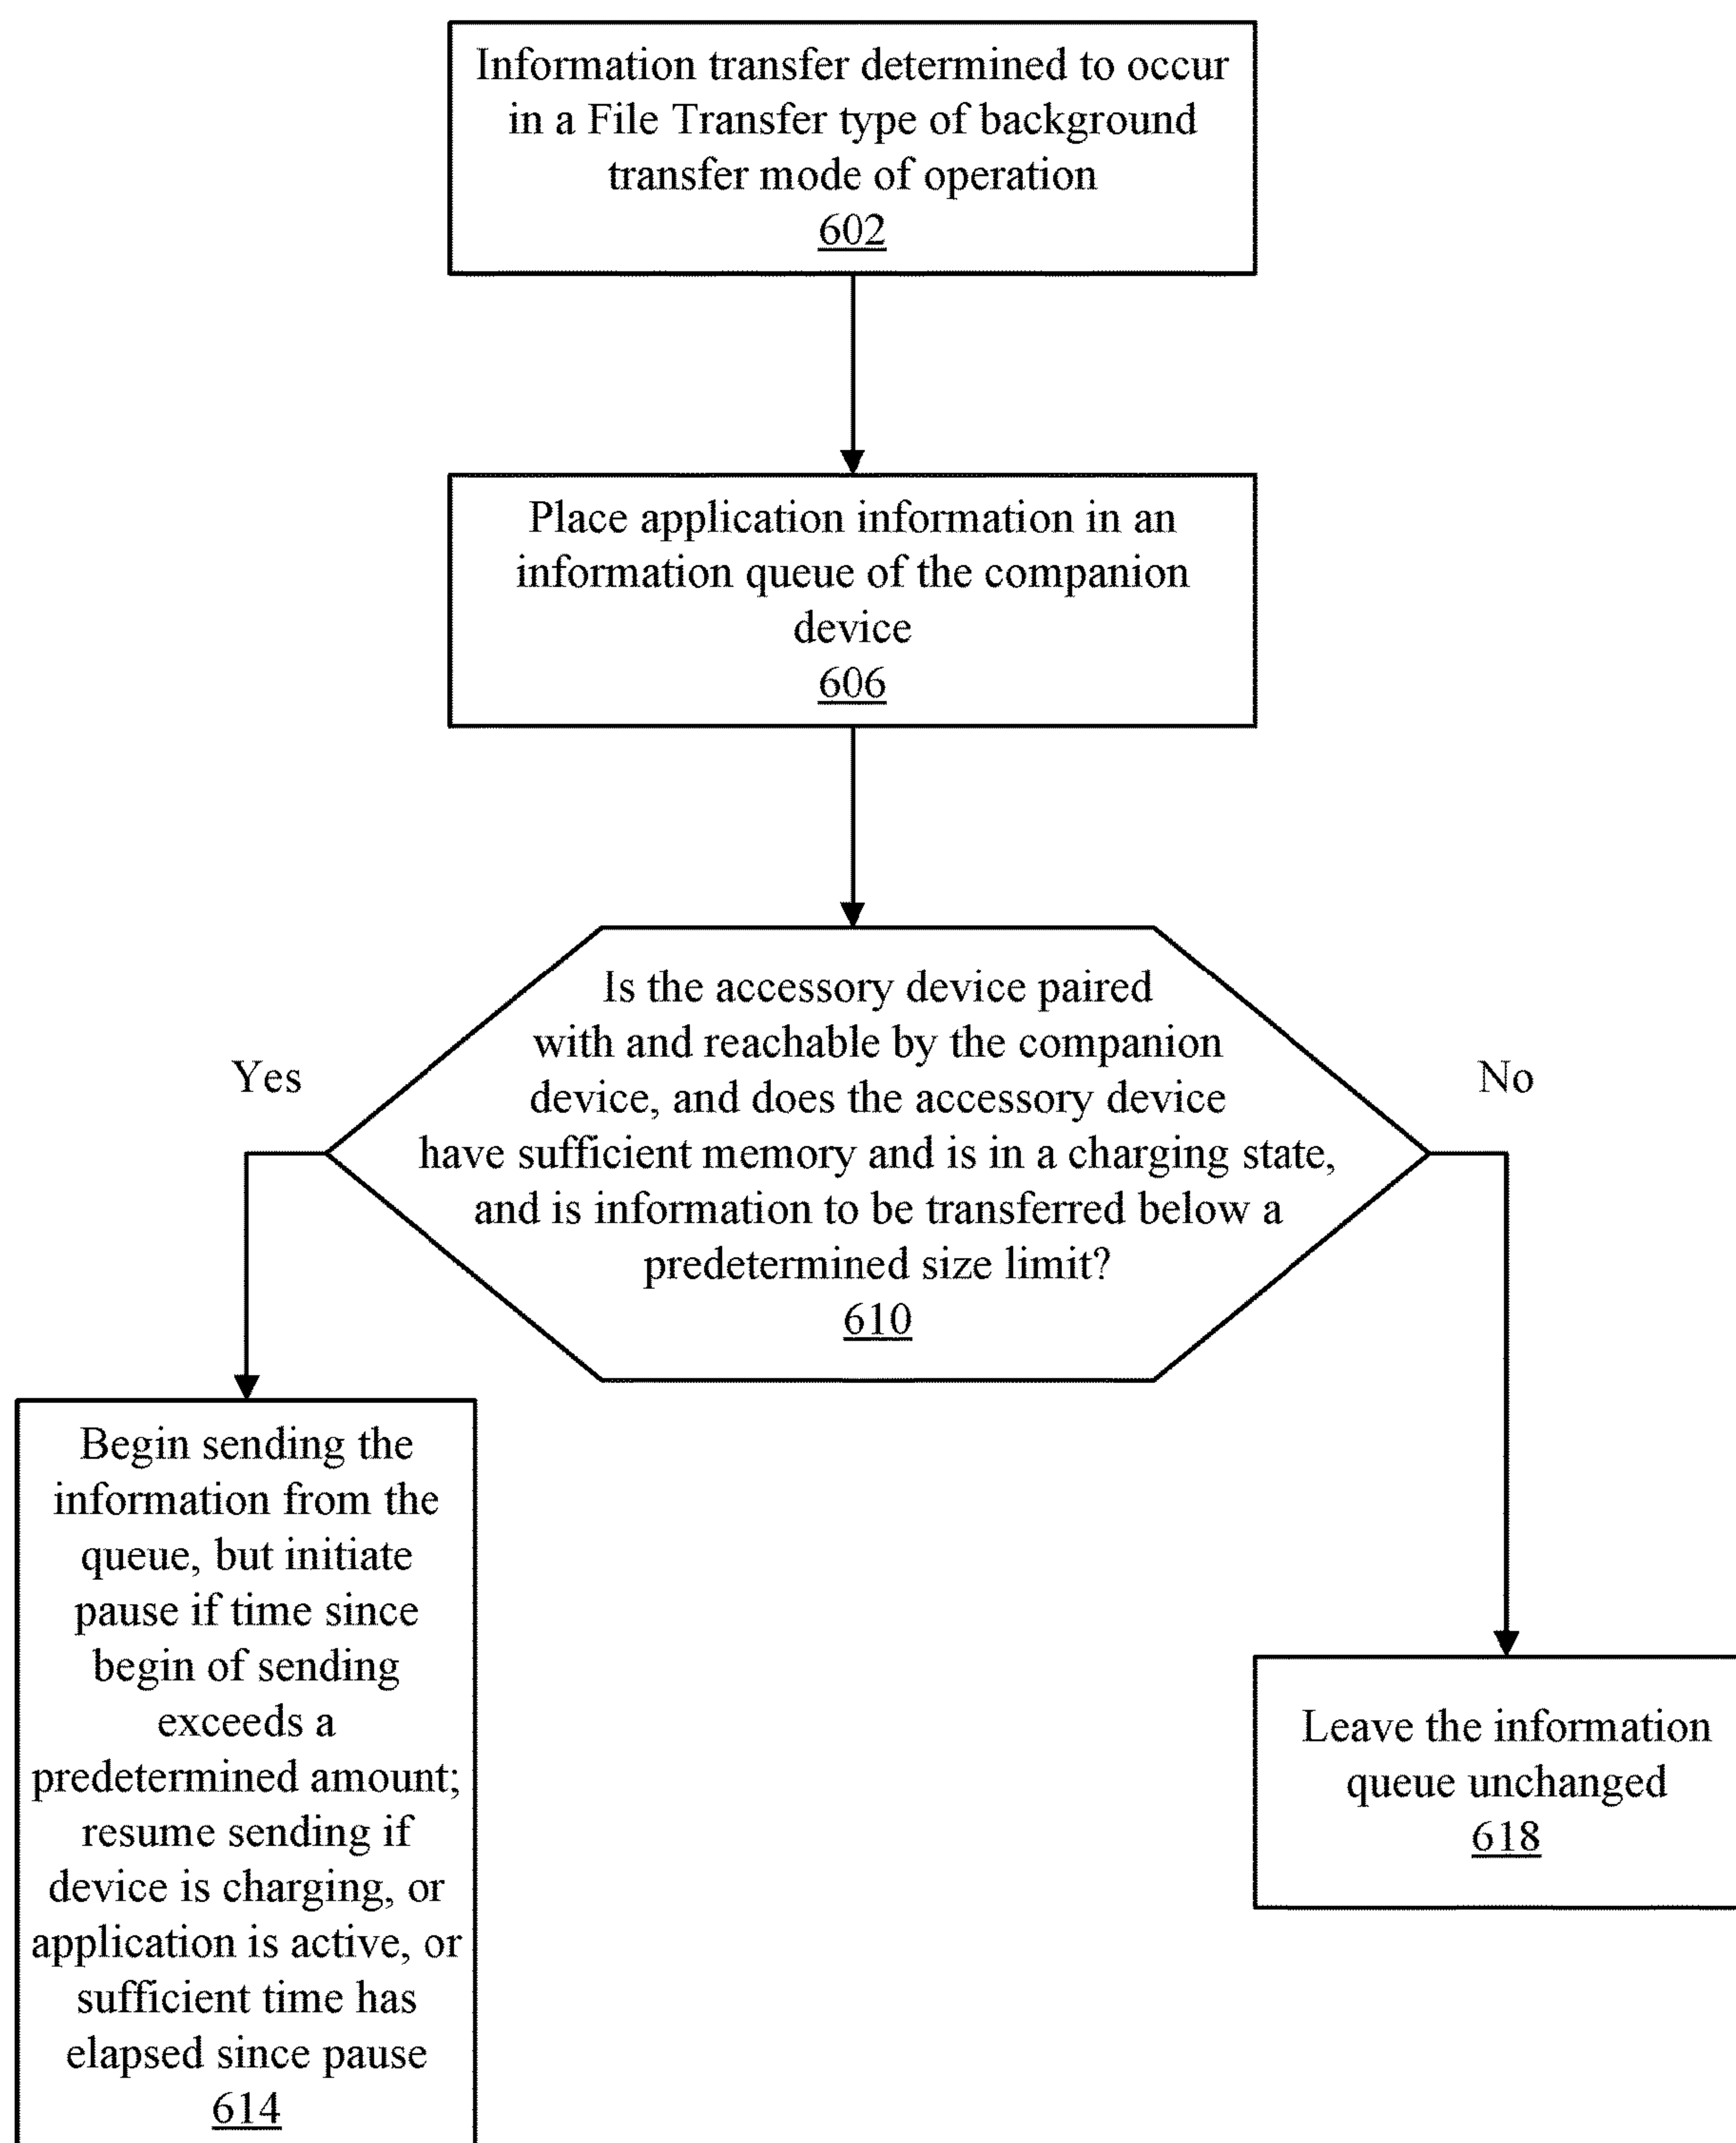 Information transfer determined to occur
in a File Transfer type of background
transfer mode of operation
602
Place application information in an
information queue of the companion
device
606
Is the accessory device paired
with and reachable by the companion
device, and does the accessory device
have sufficient memory and is in a charging state,
and is information to be transferred below a
predetermined size limit?
610
Yes
No
Begin sending the
information from the
queue, but initiate
pause if time since
begin of sending
exceeds a
predetermined amount;
resume sending if
device is charging, or
application is active, or
sufficient time has
elapsed since pause
614
Leave the information
queue unchanged
618